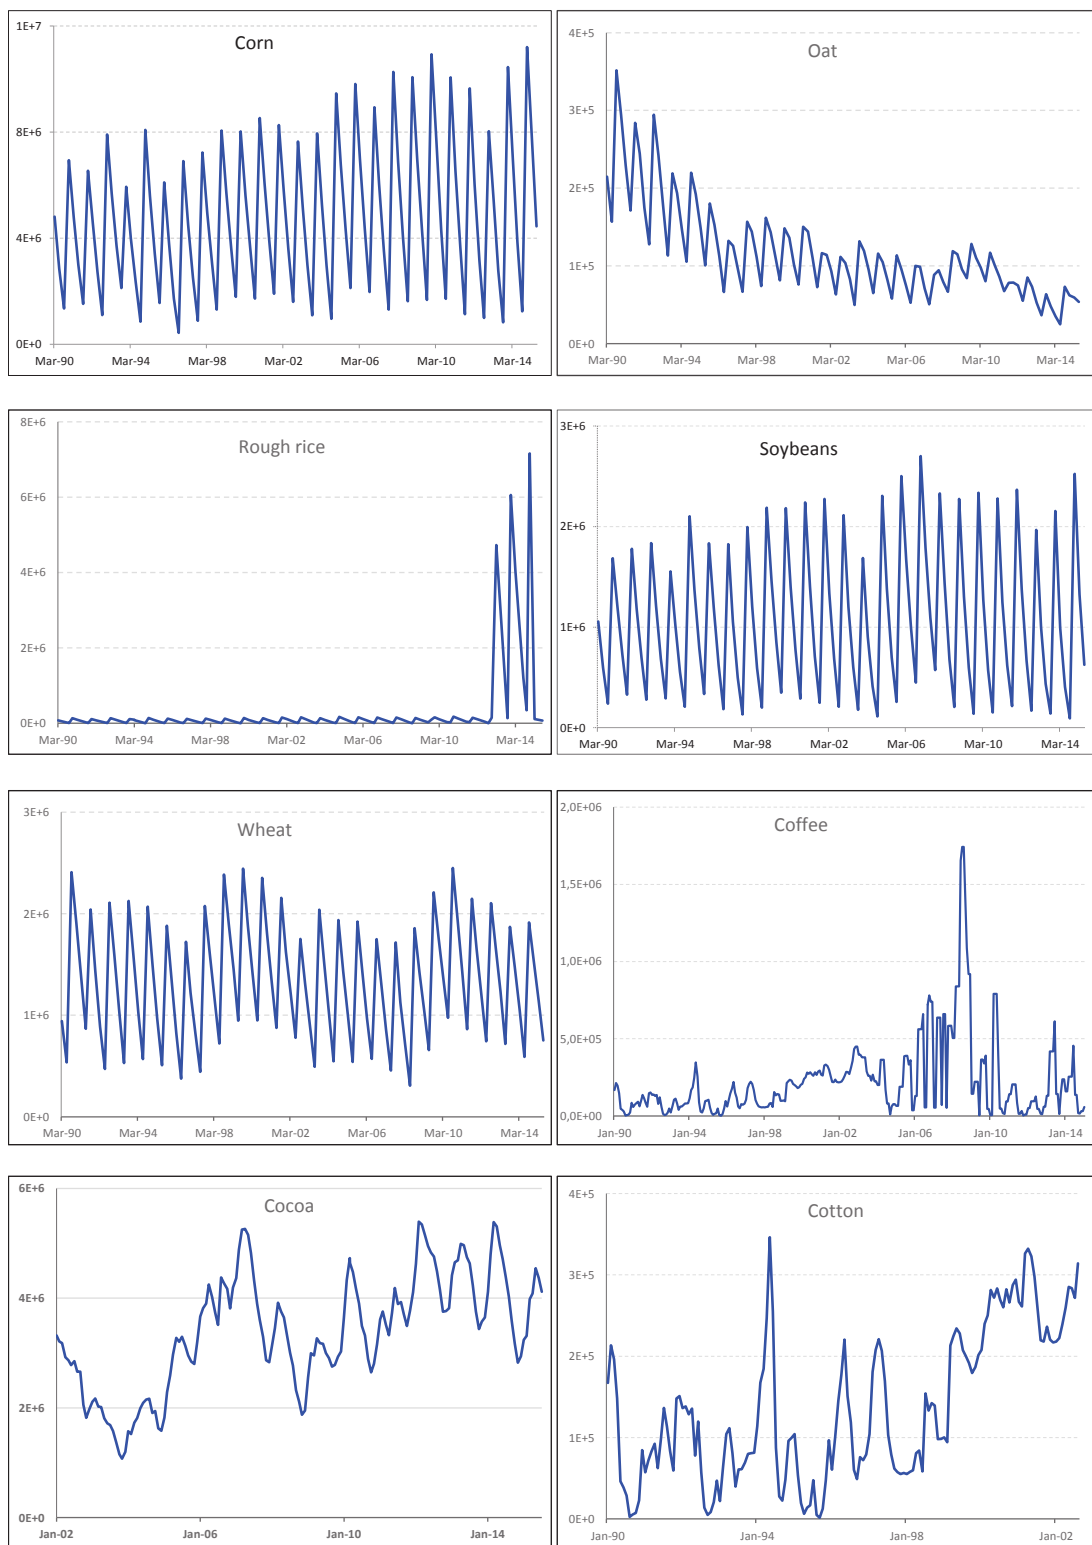 Corn
1E+7
8E+6
4E+6
0E+0
Mar-90 Mar-94 Mar-98 Mar-02 Mar-06 Mar-10 Mar-14
Oat
4E+5
3E+5
2E+5
1E+5
0E+0
Mar-90 Mar-94 Mar-98 Mar-02 Mar-06 Mar-10 Mar-14
Rough rice
8E+6
6E+6
4E+6
2E+6
0E+0
Mar-90 Mar-94 Mar-98 Mar-02 Mar-06 Mar-10 Mar-14
Soybeans
3E+6
2E+6
1E+6
0E+0
Mar-90 Mar-94 Mar-98 Mar-02 Mar-06 Mar-10 Mar-14
Wheat
3E+6
2E+6
1E+6
0E+0
Mar-90 Mar-94 Mar-98 Mar-02 Mar-06 Mar-10 Mar-14
Coffee
2,0E+06
1,5E+06
1,0E+06
5,0E+05
0,0E+00
Jan-90 Jan-94 Jan-98 Jan-02 Jan-06 Jan-10 Jan-14
Cocoa
6E+6
4E+6
2E+6
0E+0
Jan-02 Jan-06 Jan-10 Jan-14
Cotton
4E+5
3E+5
2E+5
1E+5
0E+0
Jan-90 Jan-94 Jan-98 Jan-02